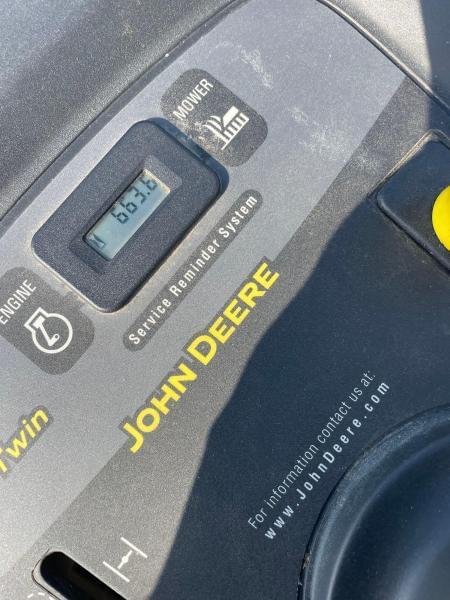 MOWER
663.6
ENGINE
Service Reminder System
JOHN DEERE
Twin
For information contact us at:
www.JohnDeere.com